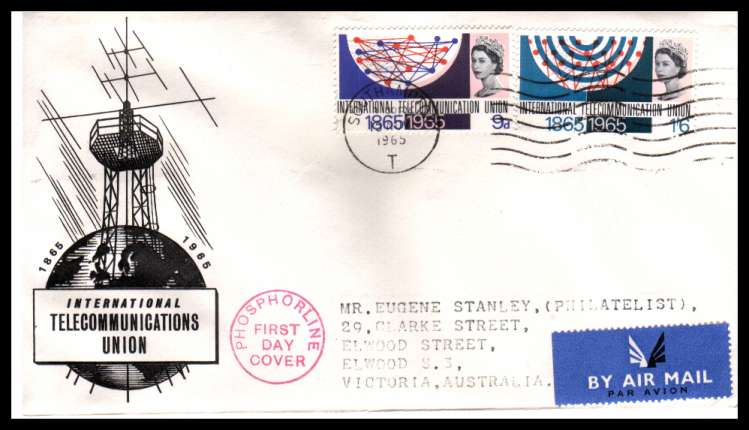 INTERNATIONAL TELECOMMUNICATION UNION
1865 1965 9d
INTERNATIONAL TELECOMMUNICATION UNION
1865 1965 1'6
1965
T
1865 1965
INTERNATIONAL
TELECOMMUNICATIONS
UNION
PHOSPHORLINE
FIRST
DAY
COVER
MR.EUGENE STANLEY,(PHILATELIST),
29,CLARKE STREET,
ELWOOD STREET,
ELWOOD S.3,
VICTORIA,AUSTRALIA.
BY AIR MAIL
PAR AVION